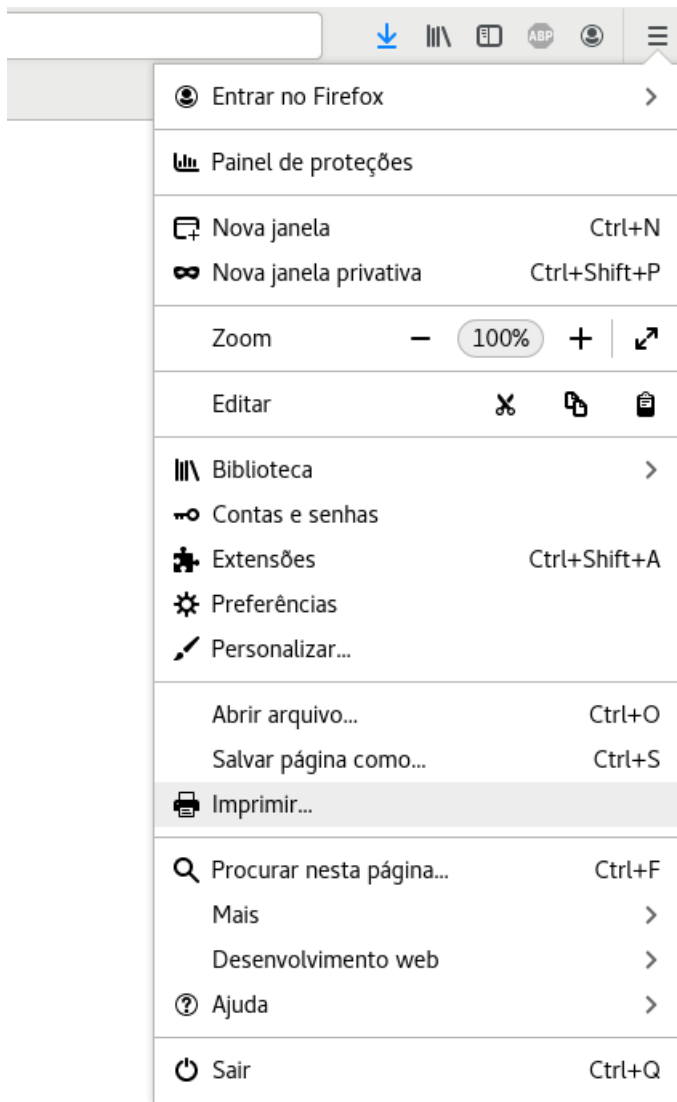 ABP
Entrar no Firefox
Painel de proteções
Nova janela Ctrl+N
Nova janela privativa Ctrl+Shift+P
Zoom 100%
Editar
Biblioteca
Contas e senhas
Extensões Ctrl+Shift+A
Preferências
Personalizar...
Abrir arquivo... Ctrl+O
Salvar página como... Ctrl+S
Imprimir...
Procurar nesta página... Ctrl+F
Mais
Desenvolvimento web
Ajuda
Sair Ctrl+Q